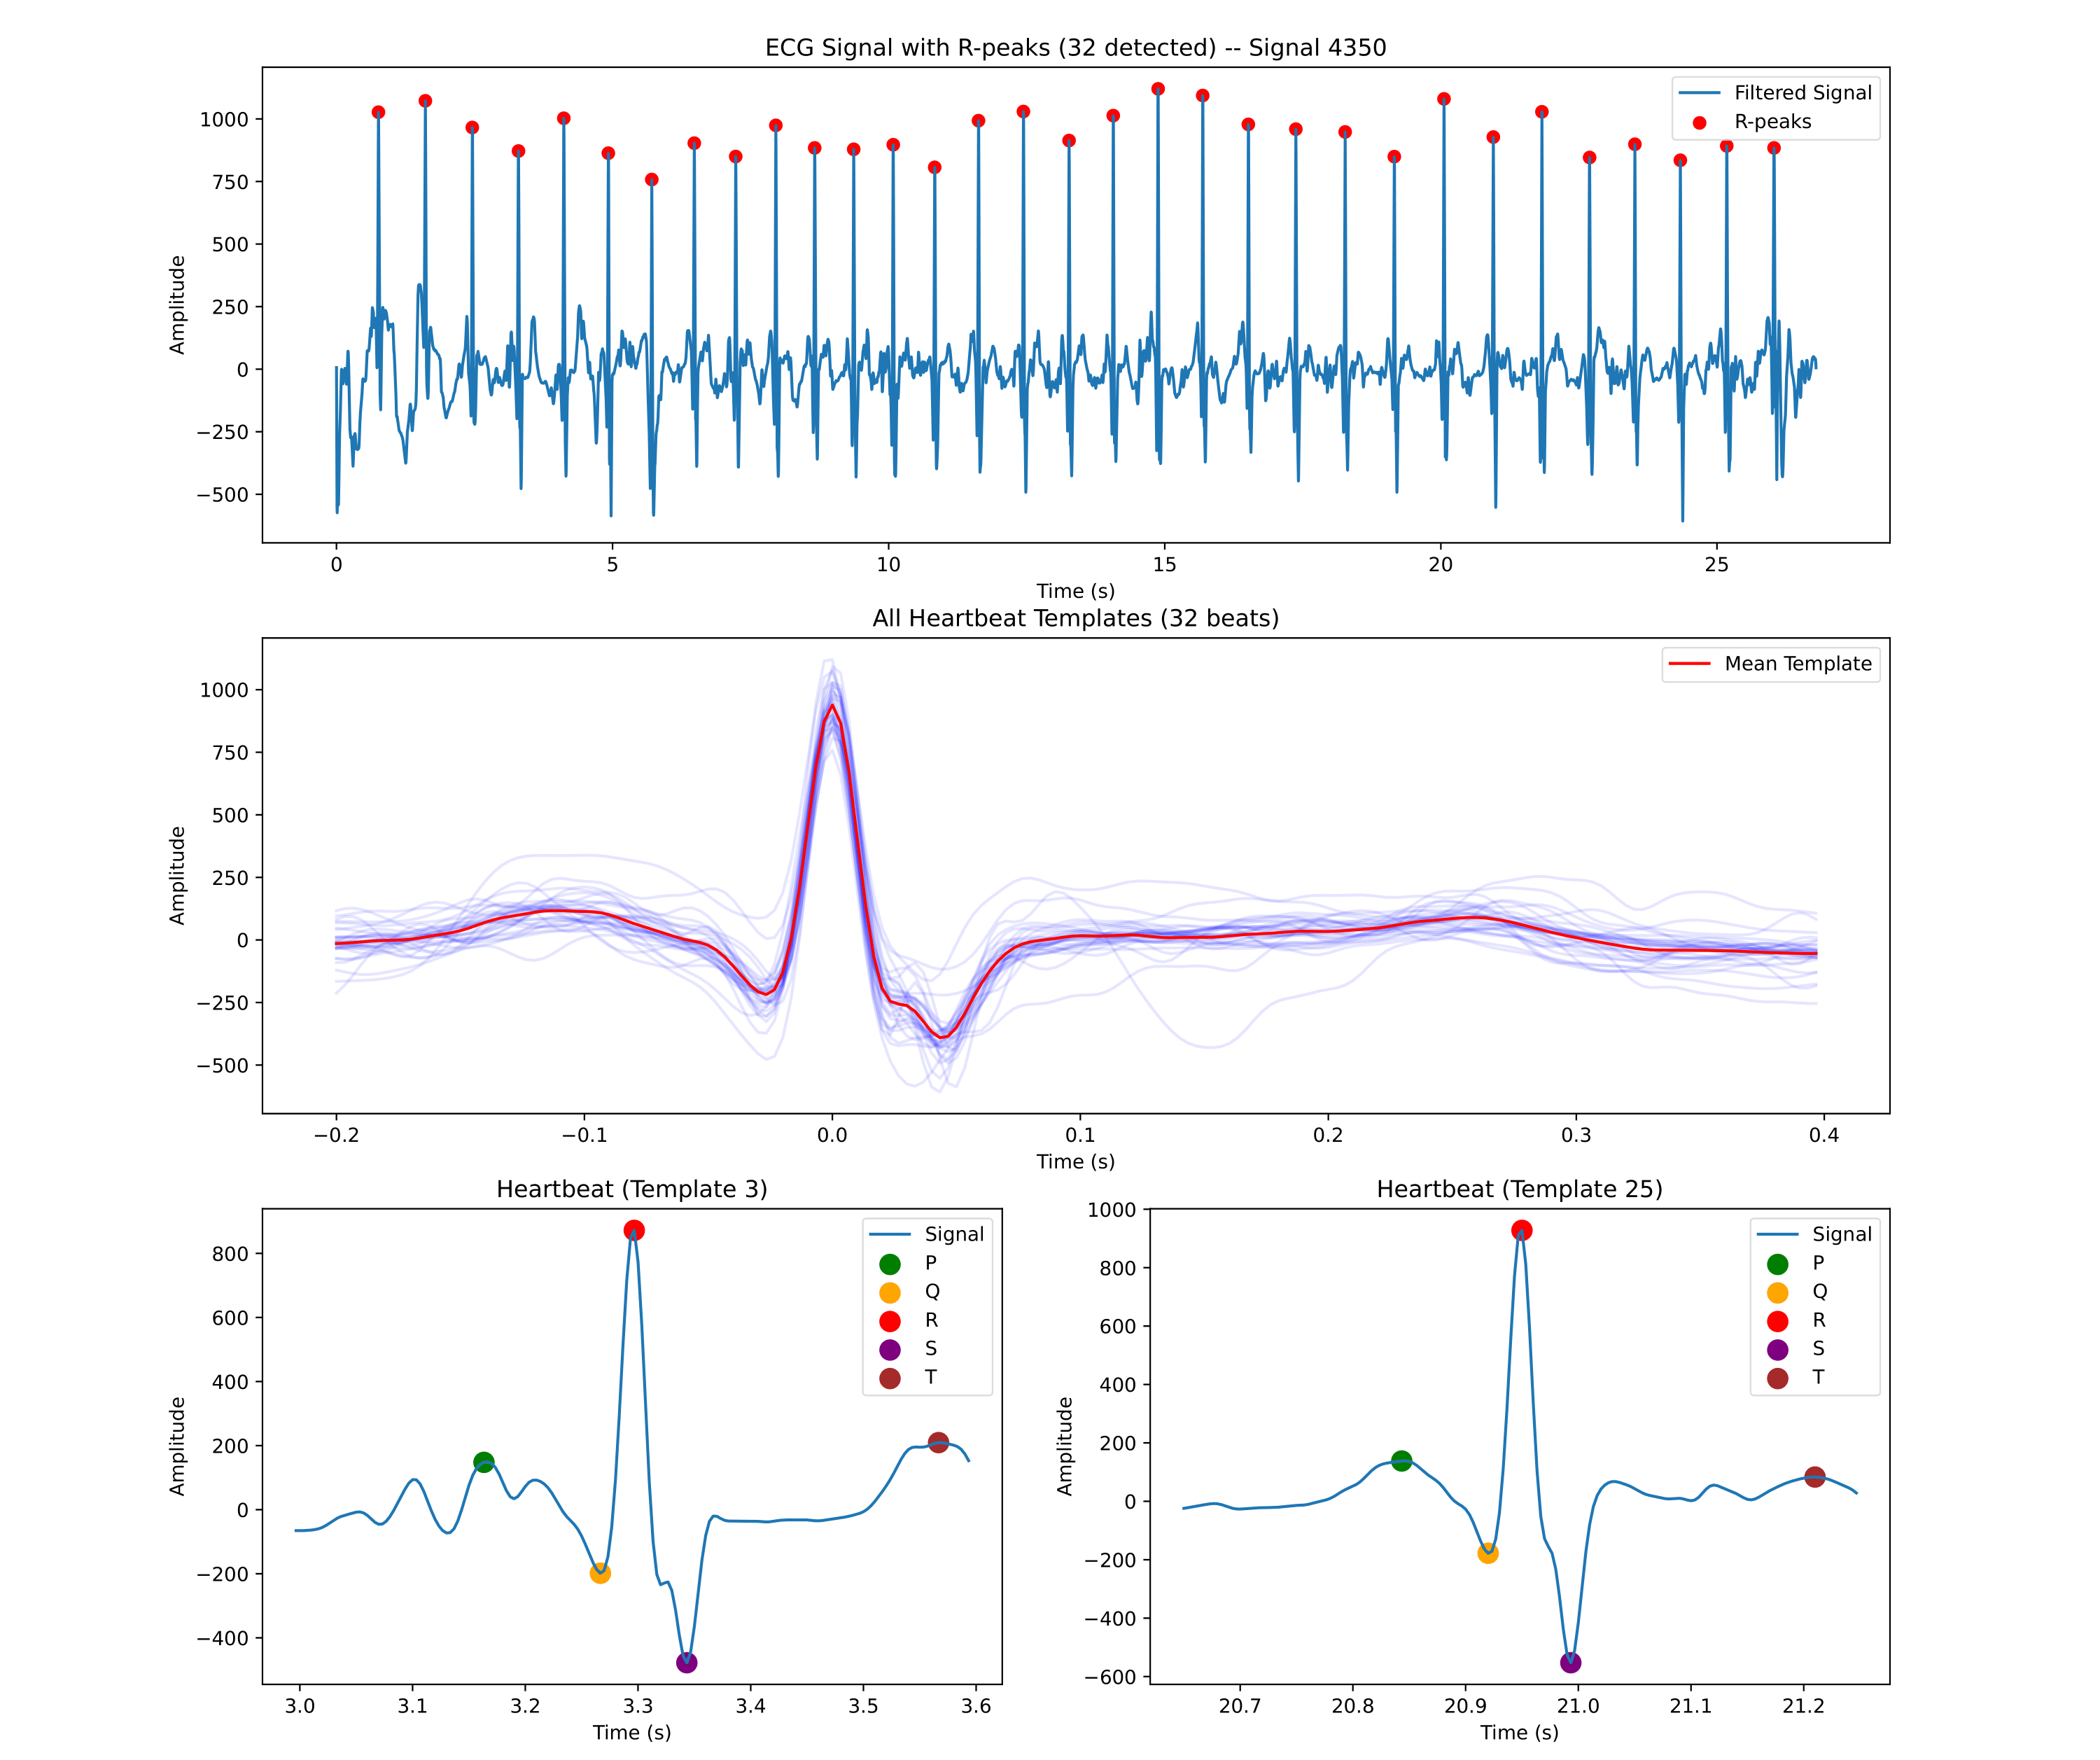 ECG Signal with R-peaks (32 detected) -- Signal 4350
Amplitude
1000
750
500
250
0
−250
−500
Filtered Signal
R-peaks
0 5 10 15 20 25
Time (s)
All Heartbeat Templates (32 beats)
Amplitude
1000
750
500
250
0
−250
−500
Mean Template
−0.2 −0.1 0.0 0.1 0.2 0.3 0.4
Time (s)
Heartbeat (Template 3)
Amplitude
800
600
400
200
0
−200
−400
Signal
P
Q
R
S
T
3.0 3.1 3.2 3.3 3.4 3.5 3.6
Time (s)
Heartbeat (Template 25)
Amplitude
1000
800
600
400
200
0
−200
−400
−600
Signal
P
Q
R
S
T
20.7 20.8 20.9 21.0 21.1 21.2
Time (s)